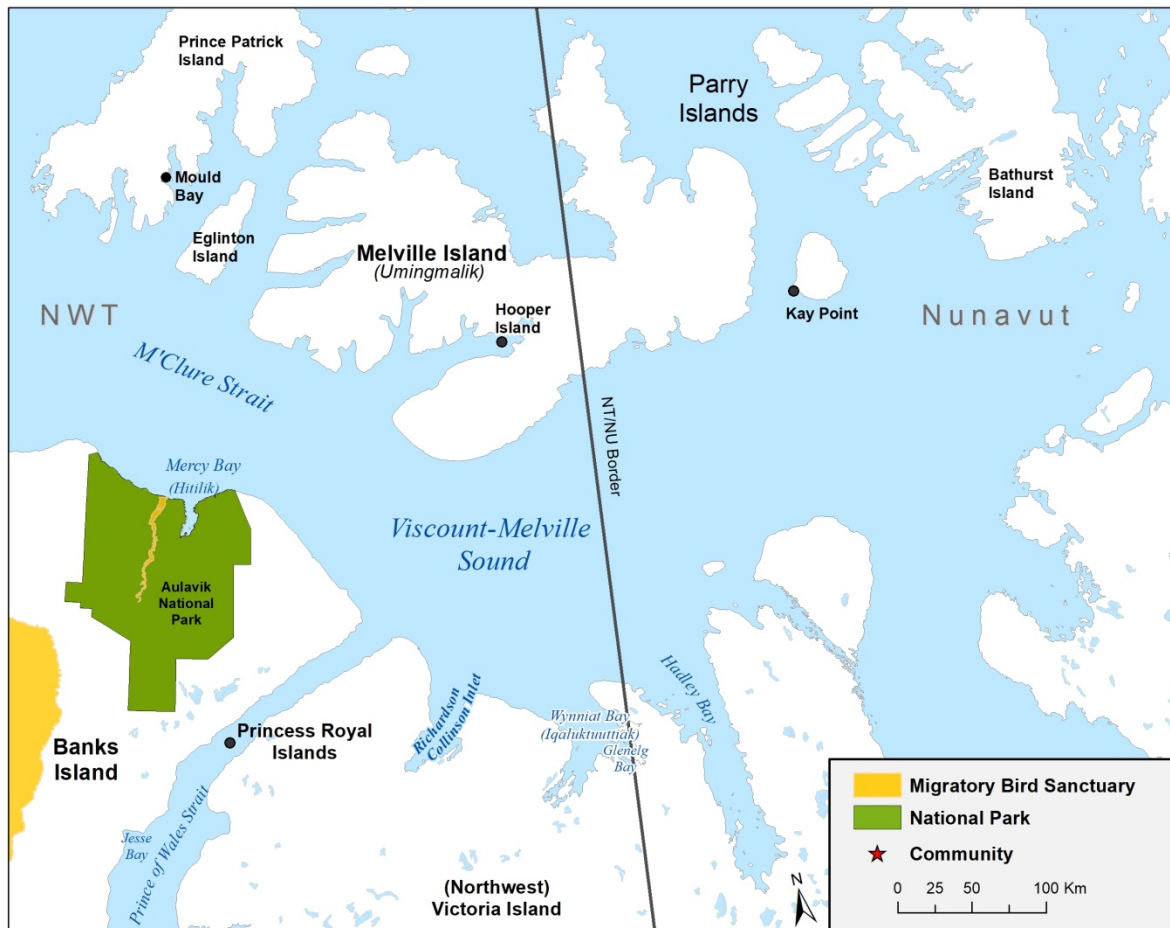 Prince Patrick
Island
Parry
Islands
Mould
Bay
Bathurst
Island
Eglinton
Island
Melville Island
(Umingmalik)
NWT
Hooper
Island
Kay Point
Nunavut
M'Clure Strait
NT/NU Border
Mercy Bay
(Hitilik)
Viscount-Melville
Sound
Aulavik
National
Park
Hadley Bay
Richardson
Collinson Inlet
Wynniat Bay
(Iqaluktuuttiak)
Glenelg
Bay
Princess Royal
Islands
Banks
Island
Prince of Wales Strait
Jesse
Bay
(Northwest)
Victoria Island
Migratory Bird Sanctuary
National Park
Community
N
0 25 50 100 Km